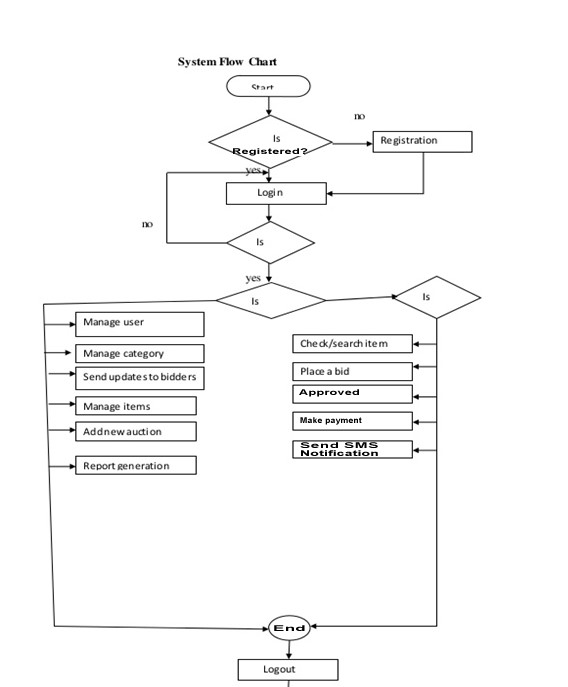 System Flow Chart
Start
no
Is
Registered?
Registration
yes
Login
no
Is
yes
Is
Is
Manage user
Check/search item
Manage category
Place a bid
Send updates to bidders
Approved
Manage items
Make payment
Add new auction
Send SMS
Notification
Report generation
End
Logout